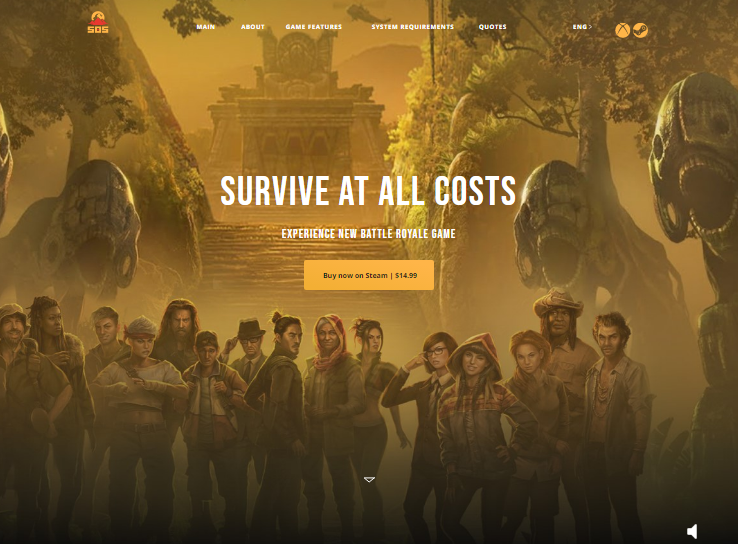 SOS
MAIN
ABOUT
GAME FEATURES
SYSTEM REQUIREMENTS
QUOTES
ENG >
SURVIVE AT ALL COSTS
EXPERIENCE NEW BATTLE ROYALE GAME
Buy now on Steam | $14.99